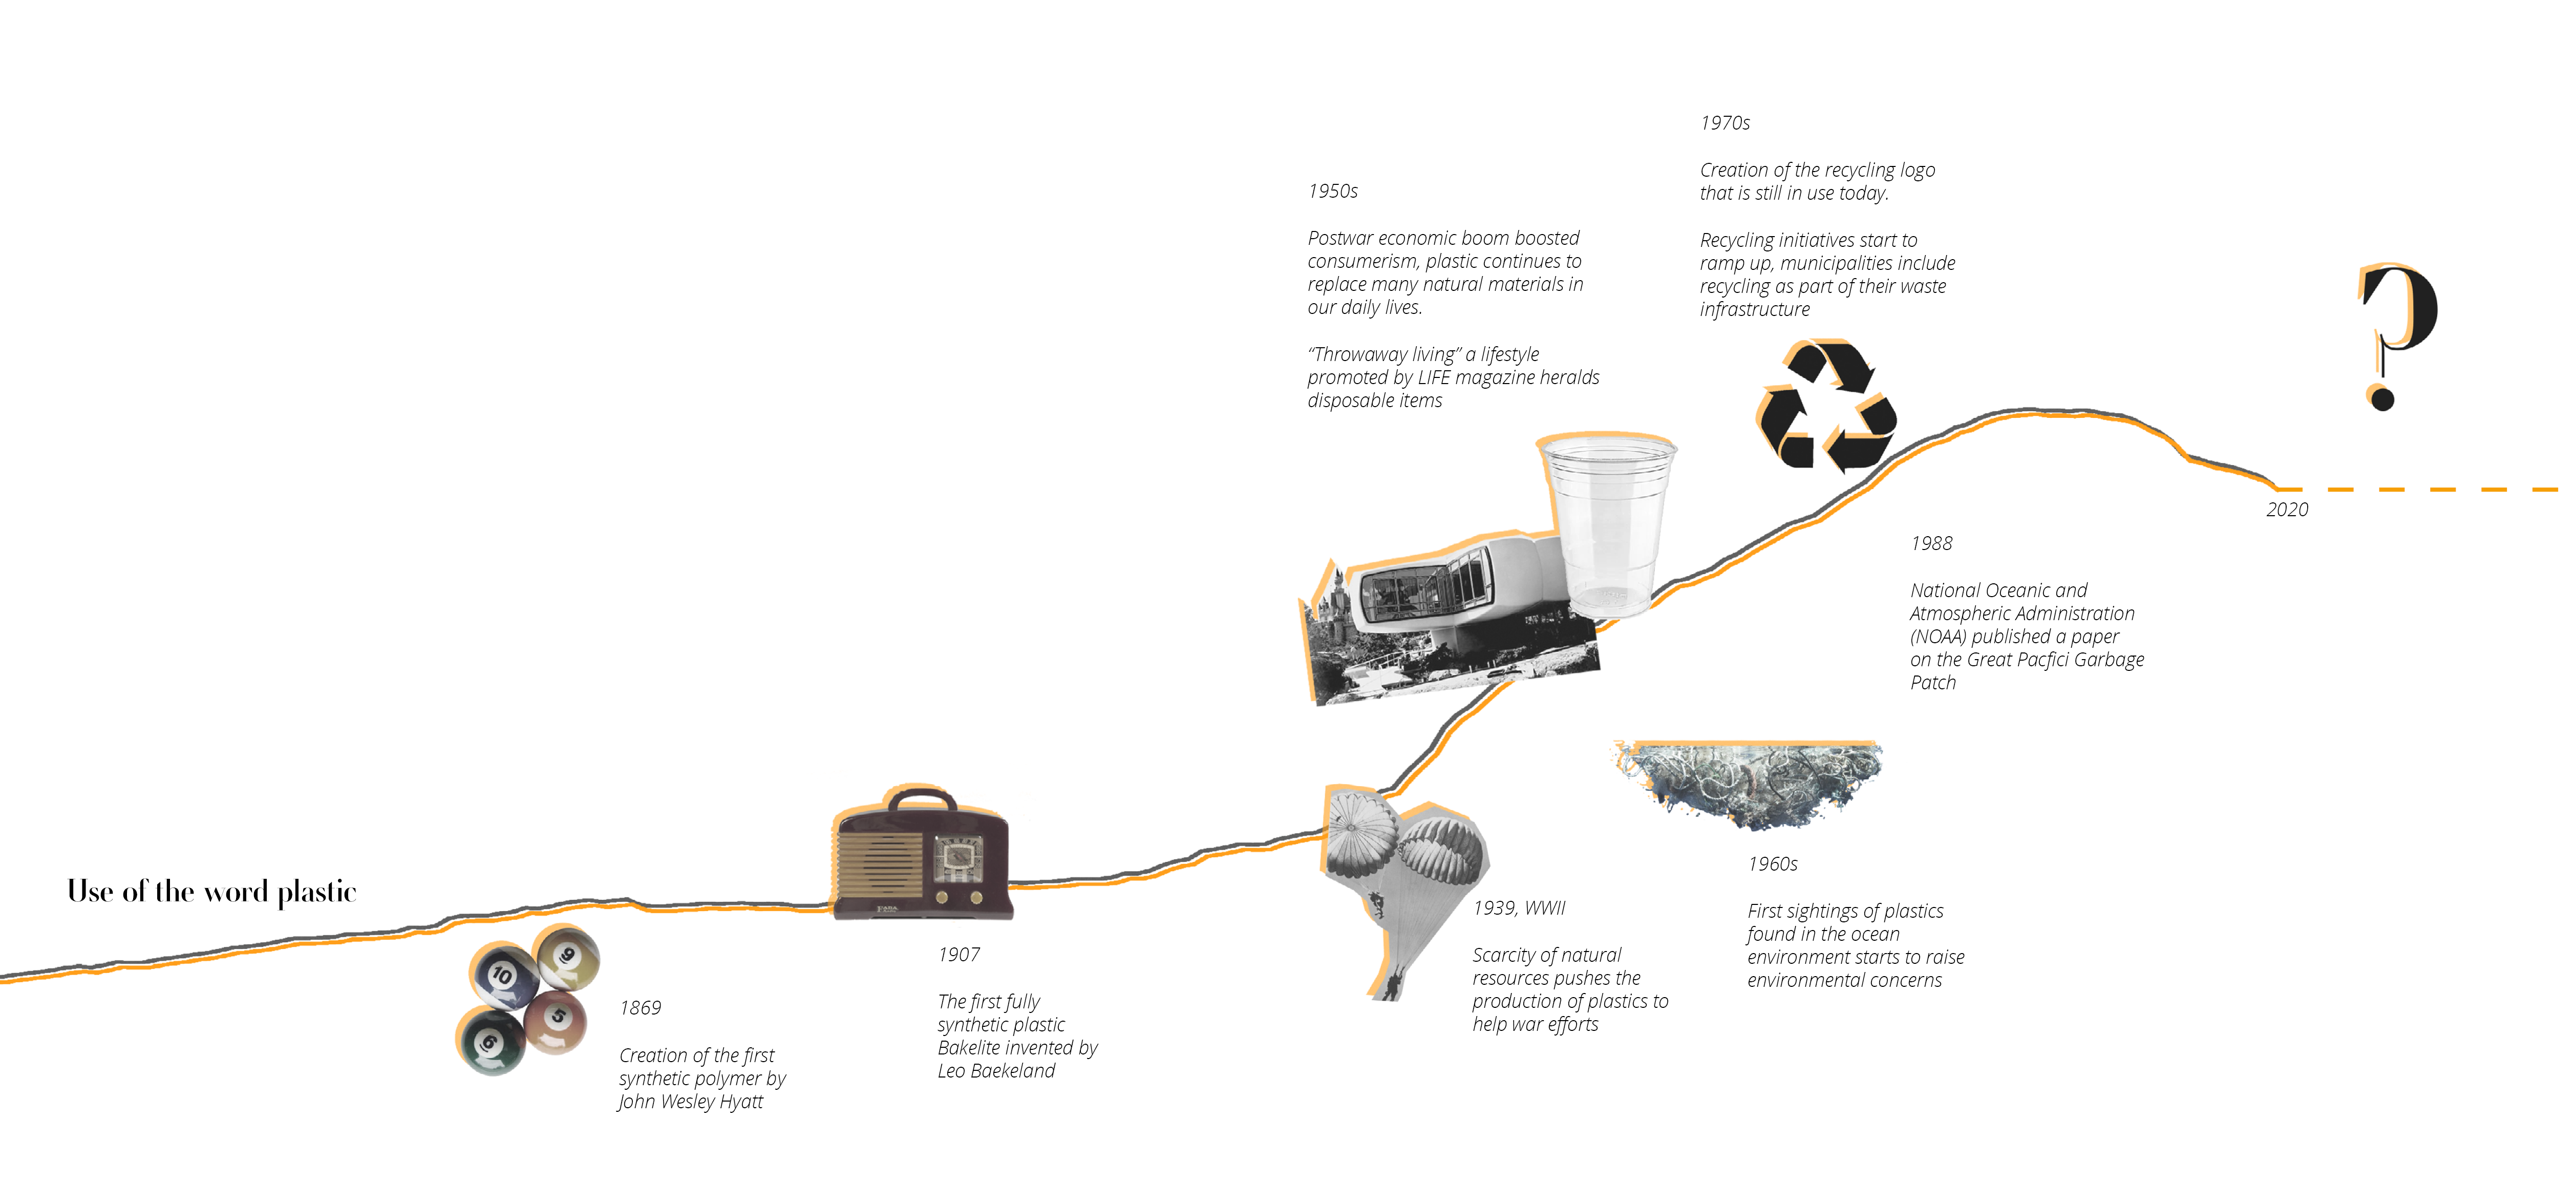 Use of the word plastic
10
9
5
6
1869
Creation of the first
synthetic polymer by
John Wesley Hyatt
1907
The first fully
synthetic plastic
Bakelite invented by
Leo Baekeland
1939, WWII
Scarcity of natural
resources pushes the
production of plastics to
help war efforts
1950s
Postwar economic boom boosted
consumerism, plastic continues to
replace many natural materials in
our daily lives.
“Throwaway living” a lifestyle
promoted by LIFE magazine heralds
disposable items
1960s
First sightings of plastics
found in the ocean
environment starts to raise
environmental concerns
1970s
Creation of the recycling logo
that is still in use today.
Recycling initiatives start to
ramp up, municipalities include
recycling as part of their waste
infrastructure
1988
National Oceanic and
Atmospheric Administration
(NOAA) published a paper
on the Great Pacfici Garbage
Patch
2020
?